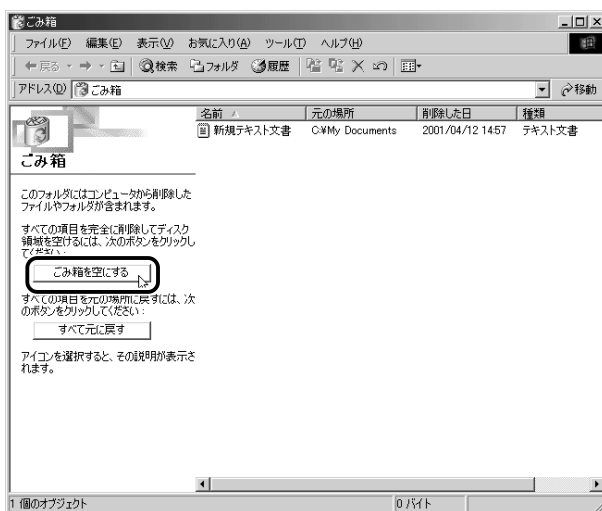 ごみ箱
ファイル(F) 編集(E) 表示(V) お気に入り(A) ツール(T) ヘルプ(H)
戻る 検索 フォルダ 履歴
アドレス(D) ごみ箱 移動
名前 元の場所 削除した日 種類
新規テキスト文書 C:¥My Documents 2001/04/12 14:57 テキスト文書
ごみ箱
このフォルダにはコンピュータから削除した
ファイルやフォルダが含まれます。
すべての項目を完全に削除してディスク
領域を空けるには、次のボタンをクリックし
てください:
ごみ箱を空にする
すべての項目を元の場所に戻すには、次
のボタンをクリックしてください:
すべて元に戻す
アイコンを選択すると、その説明が表示さ
れます。
1 個のオブジェクト 0 バイト